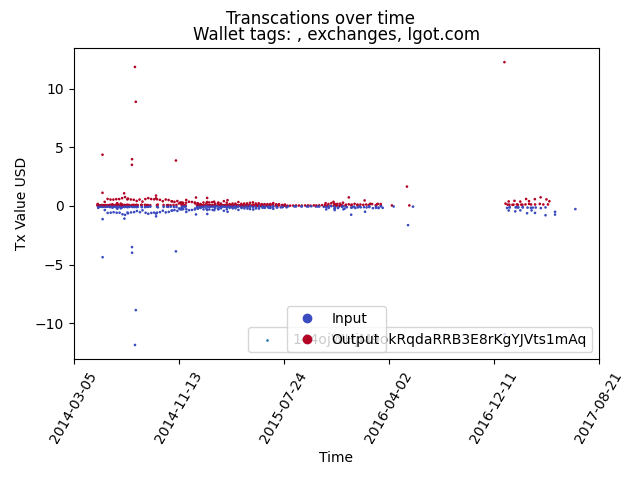 Transcations over time
Wallet tags: , exchanges, Igot.com
Tx Value USD
10
5
0
−5
−10
Input
Output
okRqdaRRB3E8rKgYJVts1mAq
2014-03-05
2014-11-13
2015-07-24
2016-04-02
2016-12-11
2017-08-21
Time